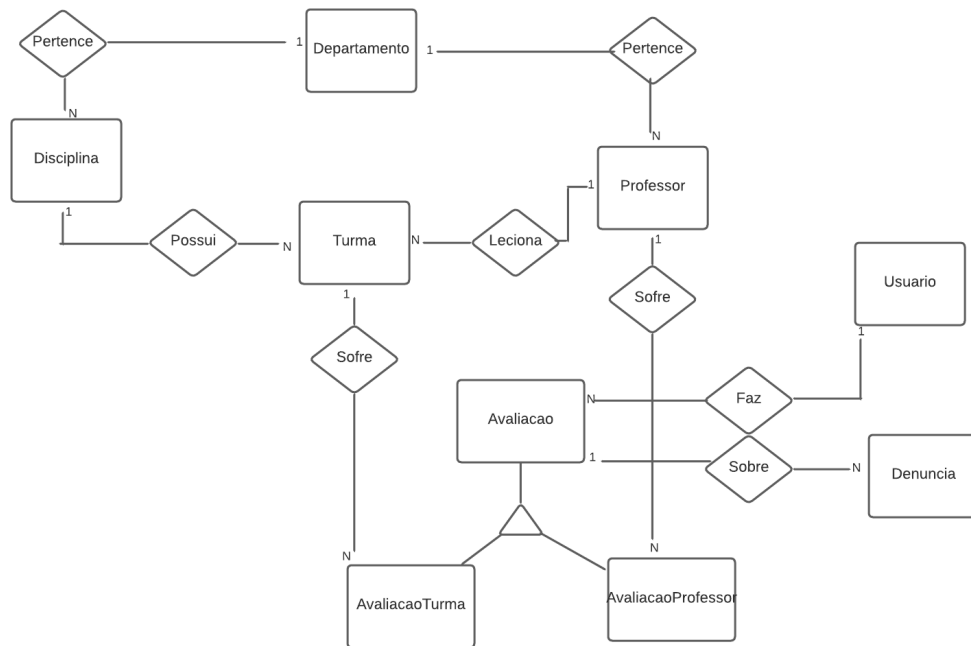 Pertence
1
Departamento
1
Pertence
N
N
Disciplina
Professor
1
1
Possui
N
Turma
N
Leciona
1
Usuario
1
Sofre
1
Sofre
N
Faz
Avaliacao
1
Sobre
N
Denuncia
N
N
AvaliacaoTurma
AvaliacaoProfessor